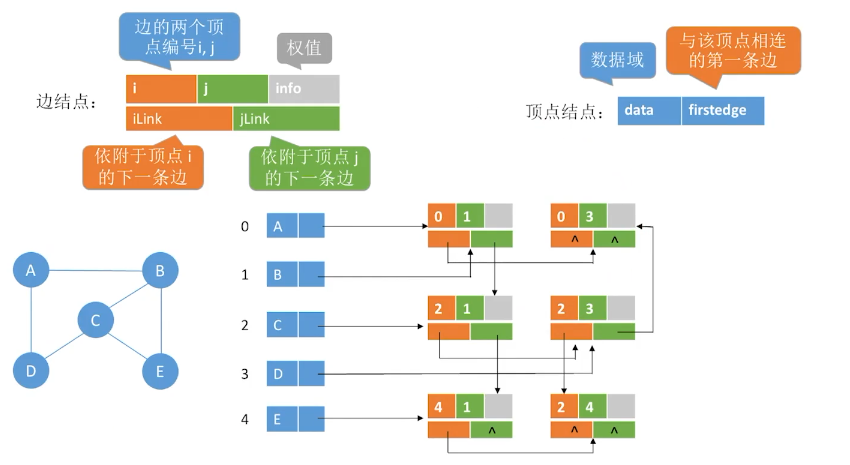 边的两个顶
点编号i, j
权值
边结点：
i j info
iLink jLink
依附于顶点 i
的下一条边
依附于顶点 j
的下一条边
数据域
与该顶点相连
的第一条边
顶点结点：
data firstedge
A B
C
D E
0 A
1 B
2 C
3 D
4 E
0 1
0 3
^ ^
2 1
2 3
4 1
^
2 4
^ ^